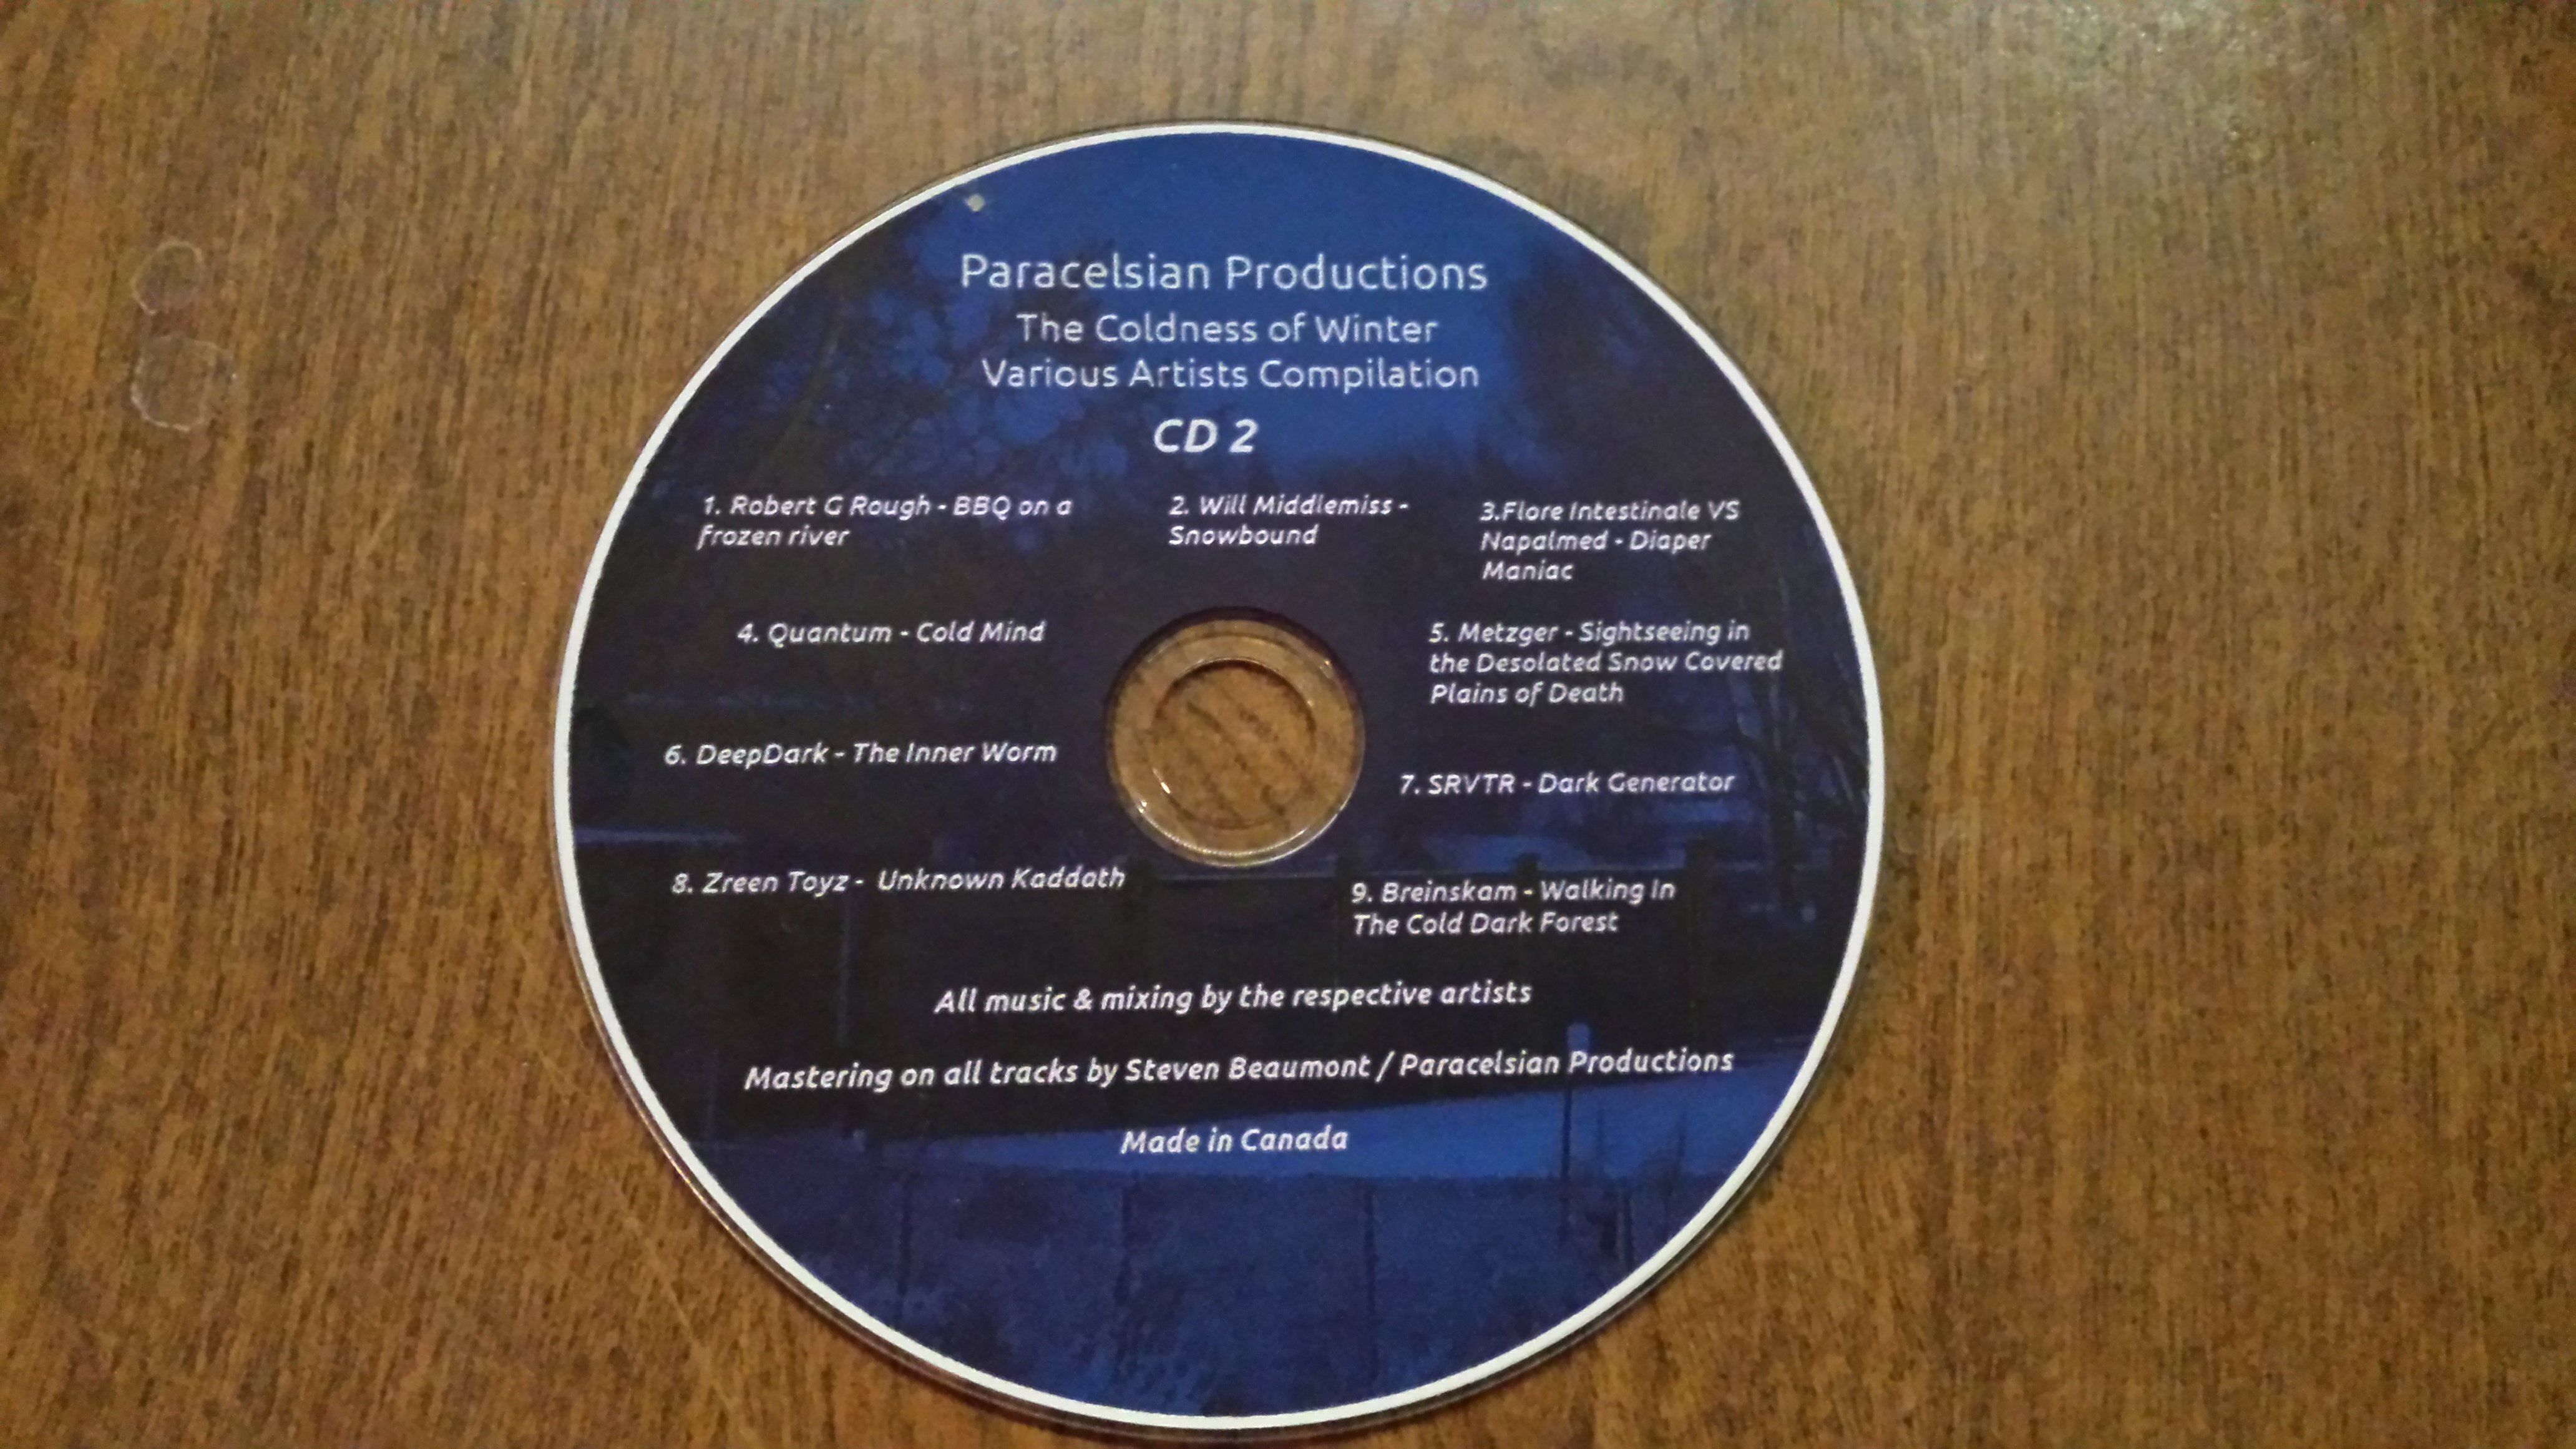 Paracelsian Productions
The Coldness of Winter
Various Artists Compilation
CD 2
1. Robert G Rough - BBQ on a
frozen river
2. Will Middlemiss -
Snowbound
3.Flore Intestinale VS
Napalmed - Diaper
Maniac
4. Quantum - Cold Mind
5. Metzger - Sightseeing in
the Desolated Snow Covered
Plains of Death
6. DeepDark - The Inner Worm
7. SRVTR - Dark Generator
8. Zreen Toyz - Unknown Kaddath
9. Breinskam - Walking In
The Cold Dark Forest
All music & mixing by the respective artists
Mastering on all tracks by Steven Beaumont / Paracelsian Productions
Made in Canada